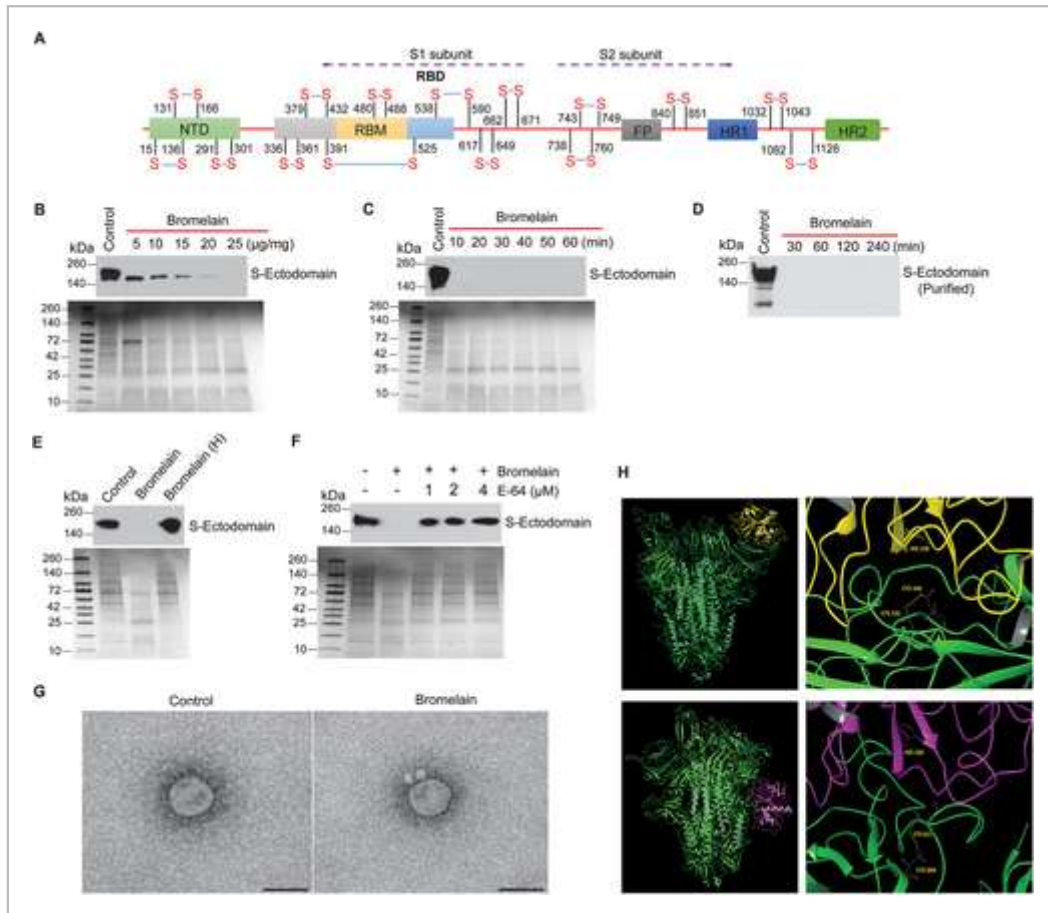 A
S1 subunit S2 subunit
RBD
S S S S S S S S S S S S S S S S
131 166 379 432 480 488 538 590 662 671 743 749 840 851 1032 1043
NTD RBM FP HR1 HR2
15 136 291 301 336 361 391 525 617 649 738 760 1082 1126
S S S S S S S S S S S S S S
B
Control
Bromelain
kDa 5 10 15 20 25 (µg/mg)
260
140
S-Ectodomain
260
140
72
42
25
10
C
Control
Bromelain
kDa 10 20 30 40 50 60 (min)
260
140
S-Ectodomain
260
140
72
42
25
10
D
Control
Bromelain
kDa 30 60 120 240 (min)
260
140
S-Ectodomain
(Purified)
E
Control
Bromelain
Bromelain (H)
kDa
260
140
S-Ectodomain
260
140
72
42
25
10
F
- + + + + Bromelain
kDa - - 1 2 4 E-64 (µM)
260
140
S-Ectodomain
260
140
72
42
25
10
G
Control Bromelain
H